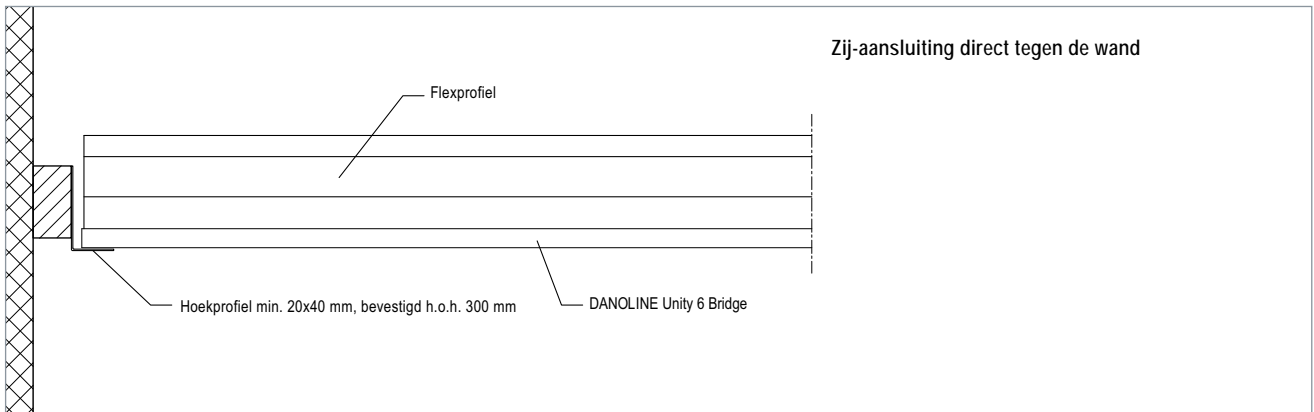 Zij-aansluiting direct tegen de wand
Flexprofiel
Hoekprofiel min. 20x40 mm, bevestigd h.o.h. 300 mm
DANOLINE Unity 6 Bridge